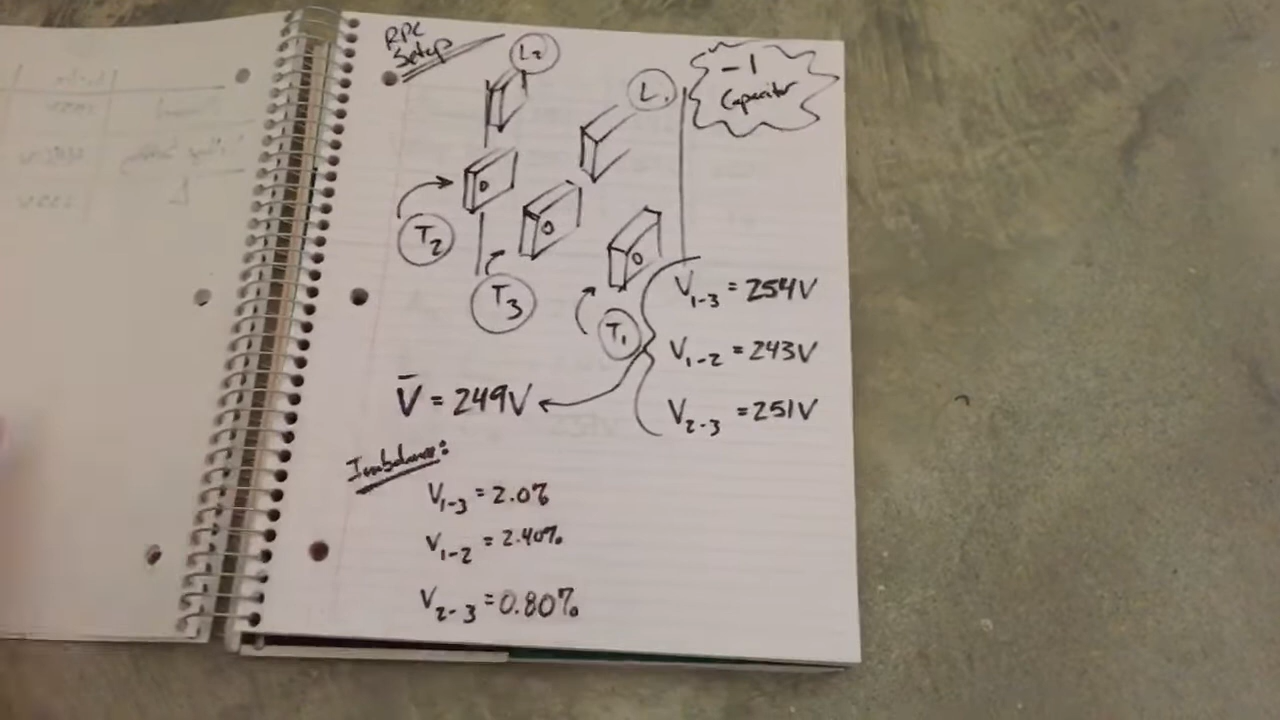 RPC
Setup
L2
L1
-1
Capacitor
T2
T3
T1
V1-3 = 254V
V1-2 = 243V
V2-3 = 251V
V̄ = 249V
Imbalance:
V1-3 = 2.0%
V1-2 = 2.40%
V2-3 = 0.80%